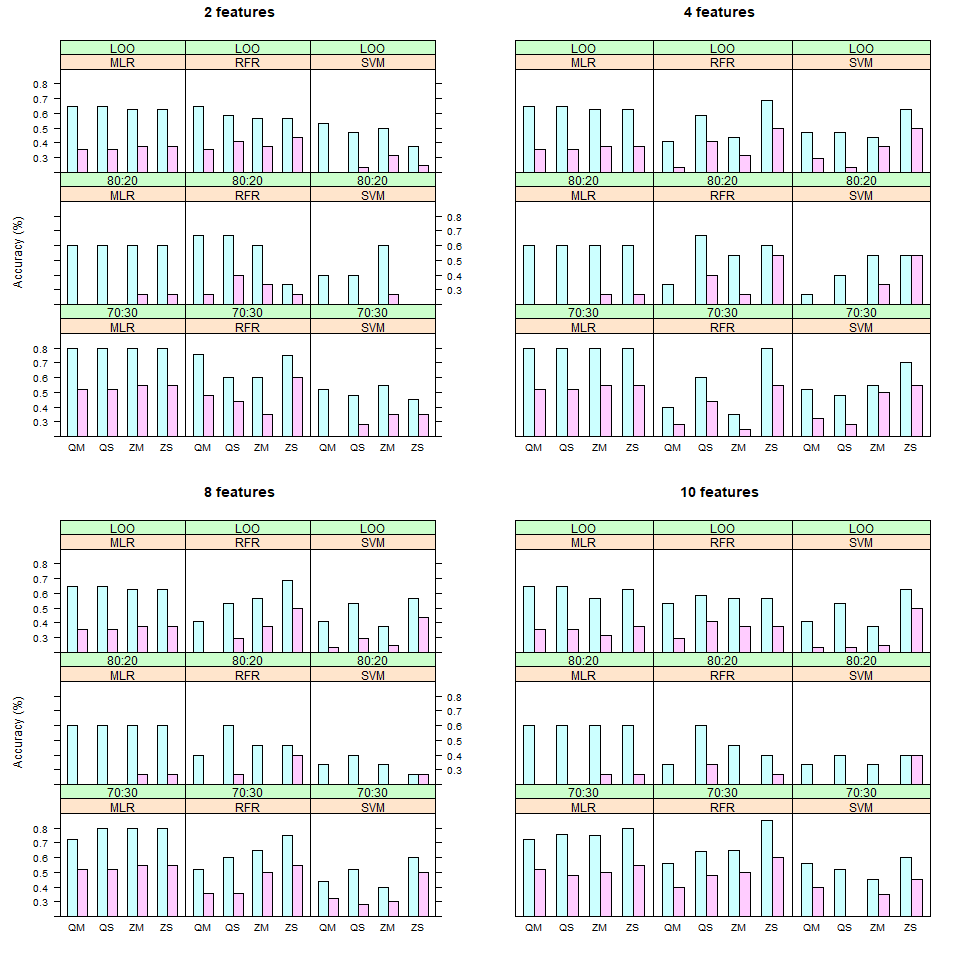 2 features
4 features
LOO LOO LOO
MLR RFR SVM
0.8
0.7
0.6
0.5
0.4
0.3
LOO LOO LOO
MLR RFR SVM
80:20 80:20 80:20
MLR RFR SVM
0.8
0.7
0.6
0.5
0.4
0.3
80:20 80:20 80:20
MLR RFR SVM
Accuracy (%)
70:30 70:30 70:30
MLR RFR SVM
0.8
0.7
0.6
0.5
0.4
0.3
70:30 70:30 70:30
MLR RFR SVM
QM QS ZM ZS QM QS ZM ZS QM QS ZM ZS
QM QS ZM ZS QM QS ZM ZS QM QS ZM ZS
8 features
10 features
LOO LOO LOO
MLR RFR SVM
0.8
0.7
0.6
0.5
0.4
0.3
LOO LOO LOO
MLR RFR SVM
80:20 80:20 80:20
MLR RFR SVM
0.8
0.7
0.6
0.5
0.4
0.3
80:20 80:20 80:20
MLR RFR SVM
Accuracy (%)
70:30 70:30 70:30
MLR RFR SVM
0.8
0.7
0.6
0.5
0.4
0.3
70:30 70:30 70:30
MLR RFR SVM
QM QS ZM ZS QM QS ZM ZS QM QS ZM ZS
QM QS ZM ZS QM QS ZM ZS QM QS ZM ZS